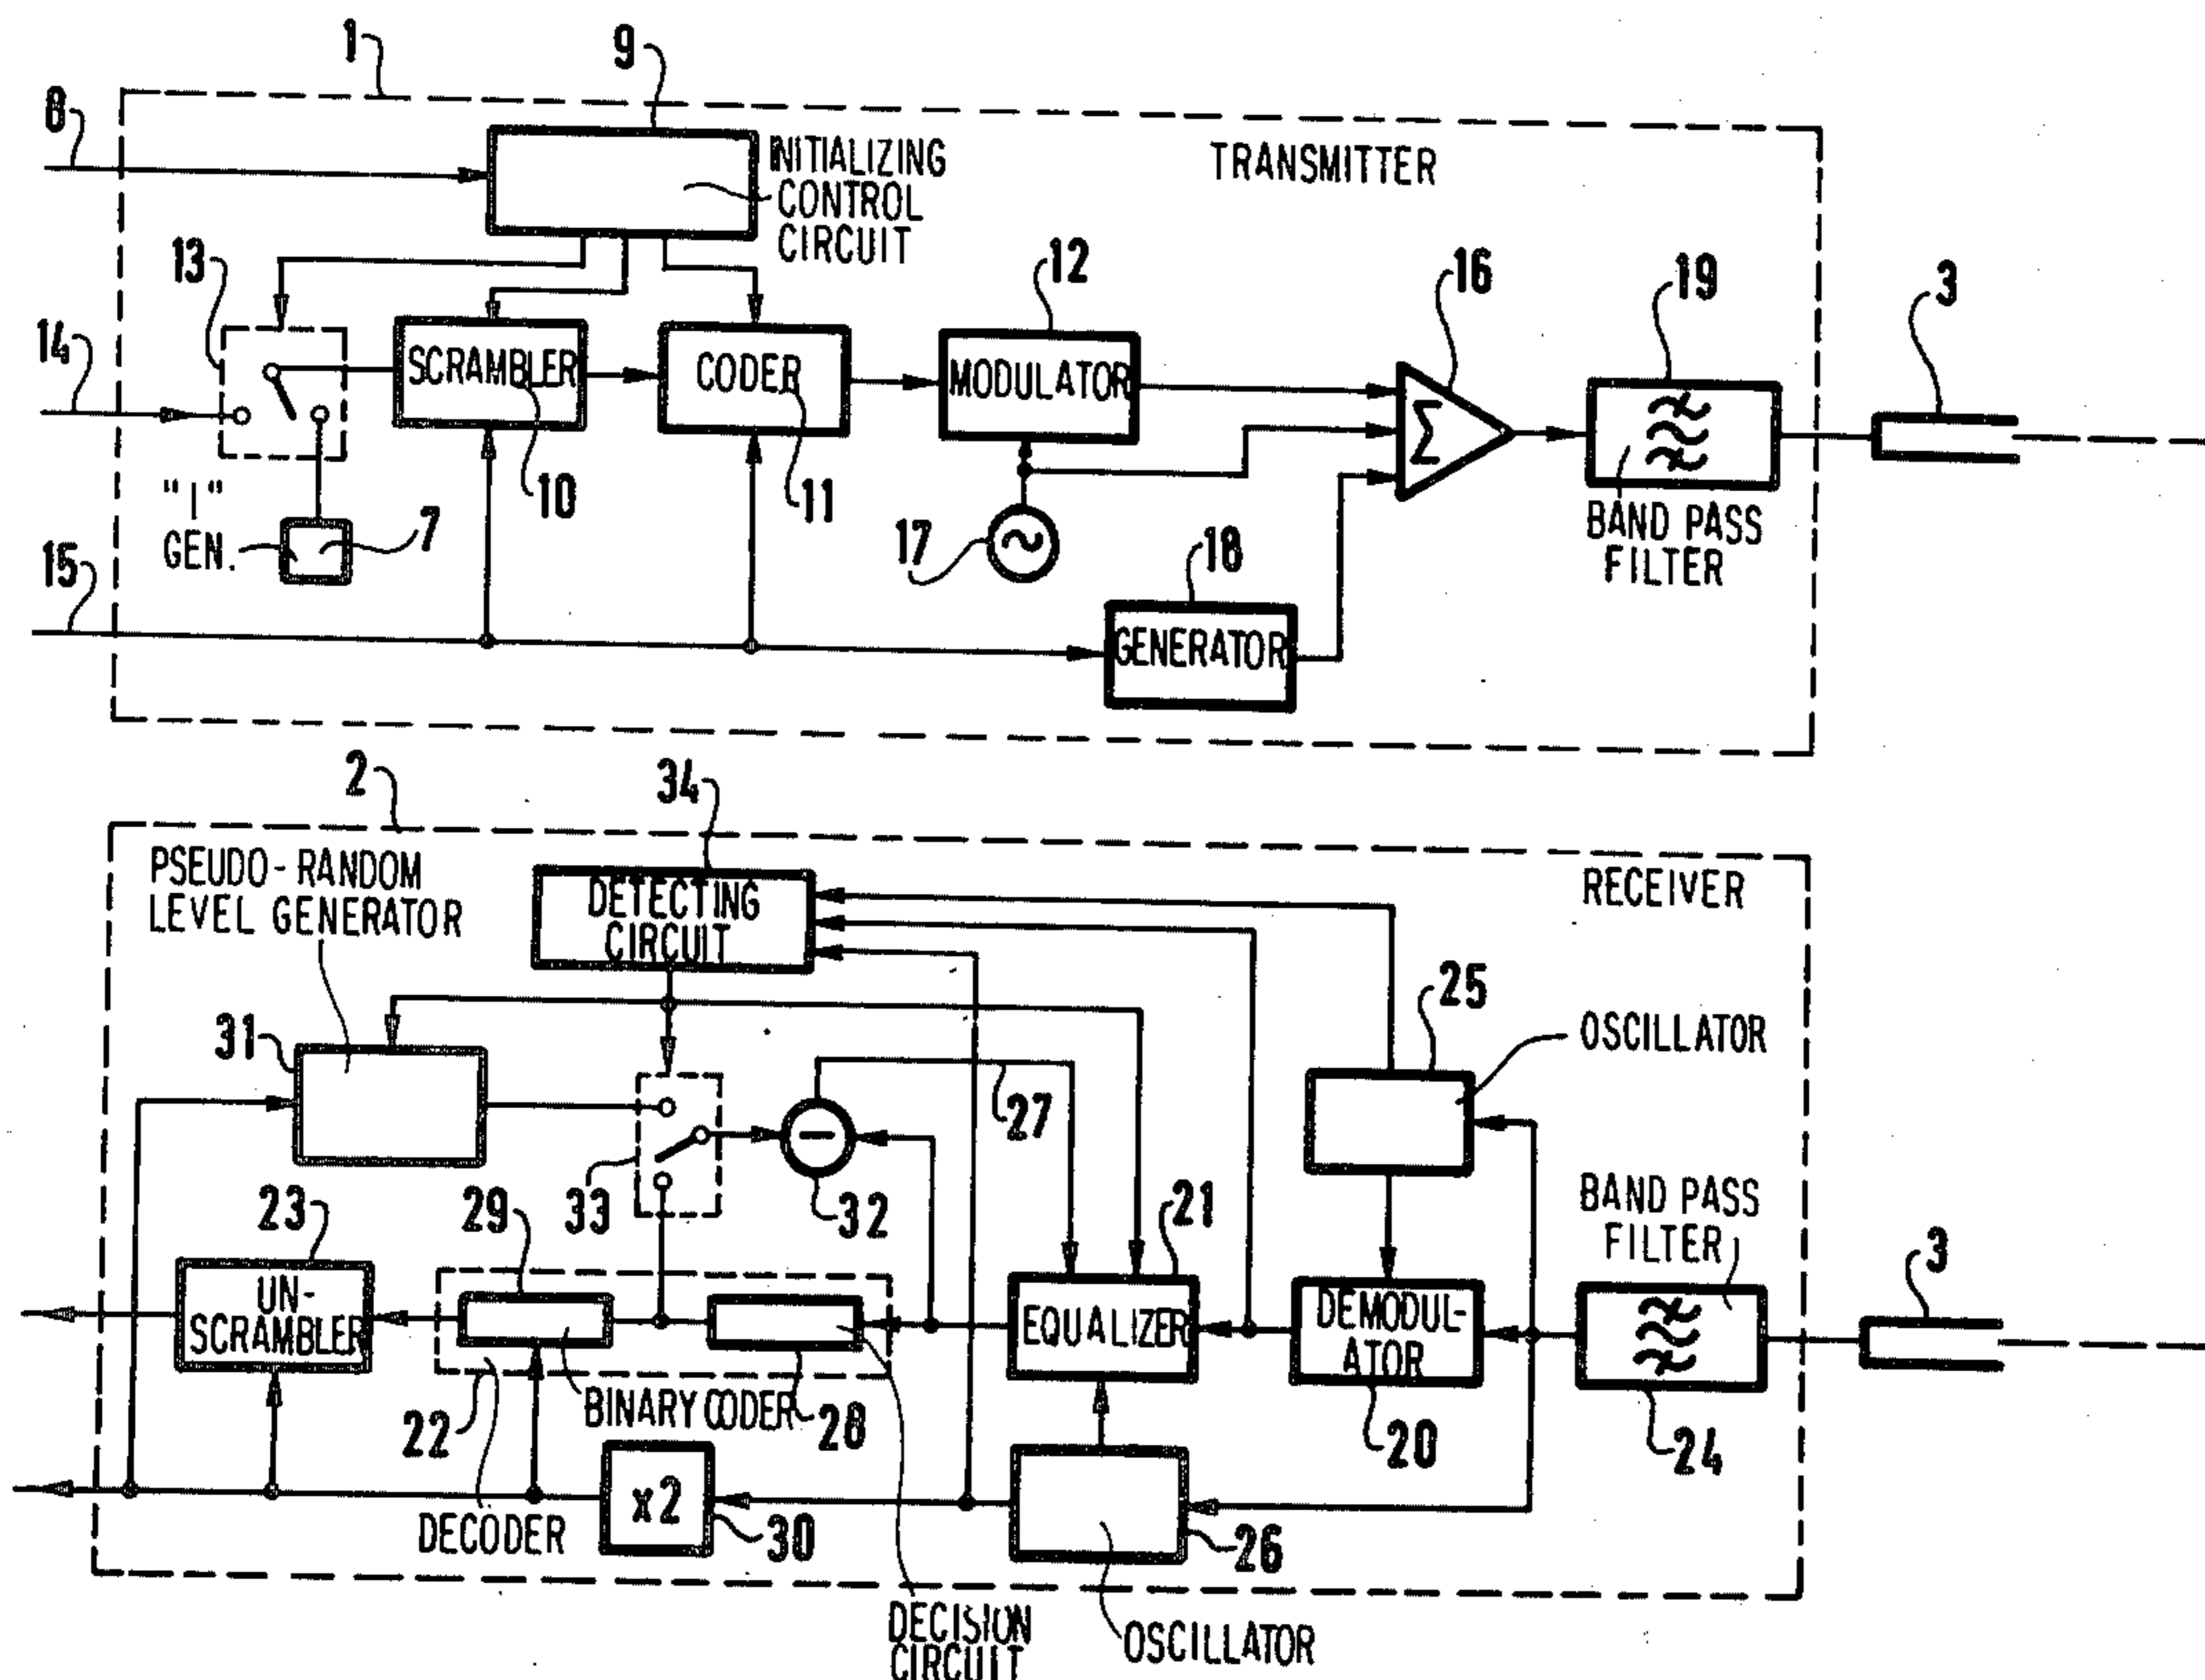 1
9
8
INITIALIZING
CONTROL
CIRCUIT
TRANSMITTER
13
12
16
19
3
14
SCRAMBLER
CODER
MODULATOR
Σ
"1"
GEN.
7
10
11
17
18
BAND PASS
FILTER
15
GENERATOR
2
34
PSEUDO-RANDOM
LEVEL GENERATOR
DETECTING
CIRCUIT
RECEIVER
25
OSCILLATOR
31
27
33
32
23
29
21
BAND PASS
FILTER
3
UN-
SCRAMBLER
EQUALIZER
DEMODUL-
ATOR
22
BINARY CODER
28
20
24
x2
DECODER
30
26
DECISION
CIRCUIT
OSCILLATOR